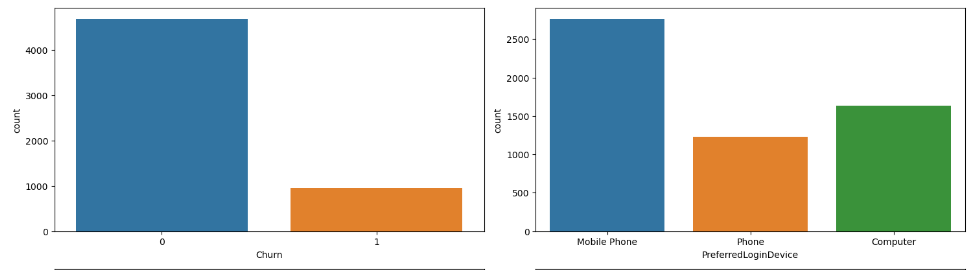 count
4000
3000
2000
1000
0
0 1
Churn
count
2500
2000
1500
1000
500
0
Mobile Phone Phone Computer
PreferredLoginDevice